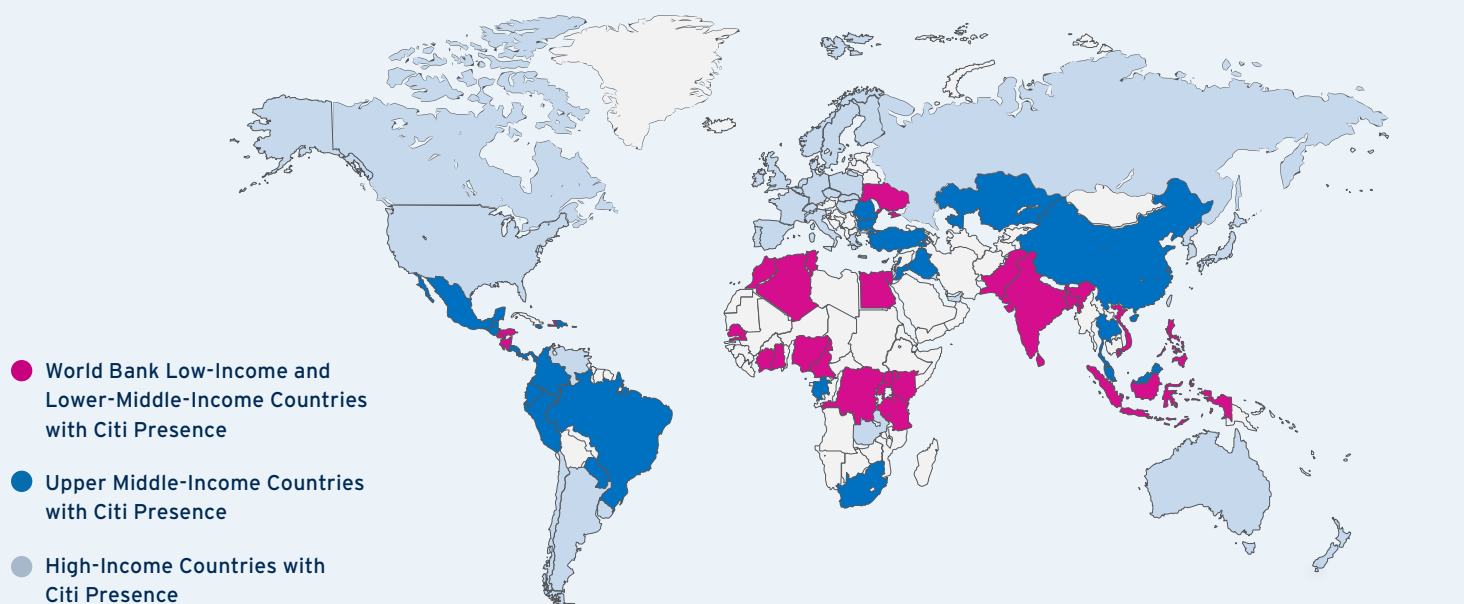 World Bank Low-Income and
Lower-Middle-Income Countries
with Citi Presence
Upper Middle-Income Countries
with Citi Presence
High-Income Countries with
Citi Presence